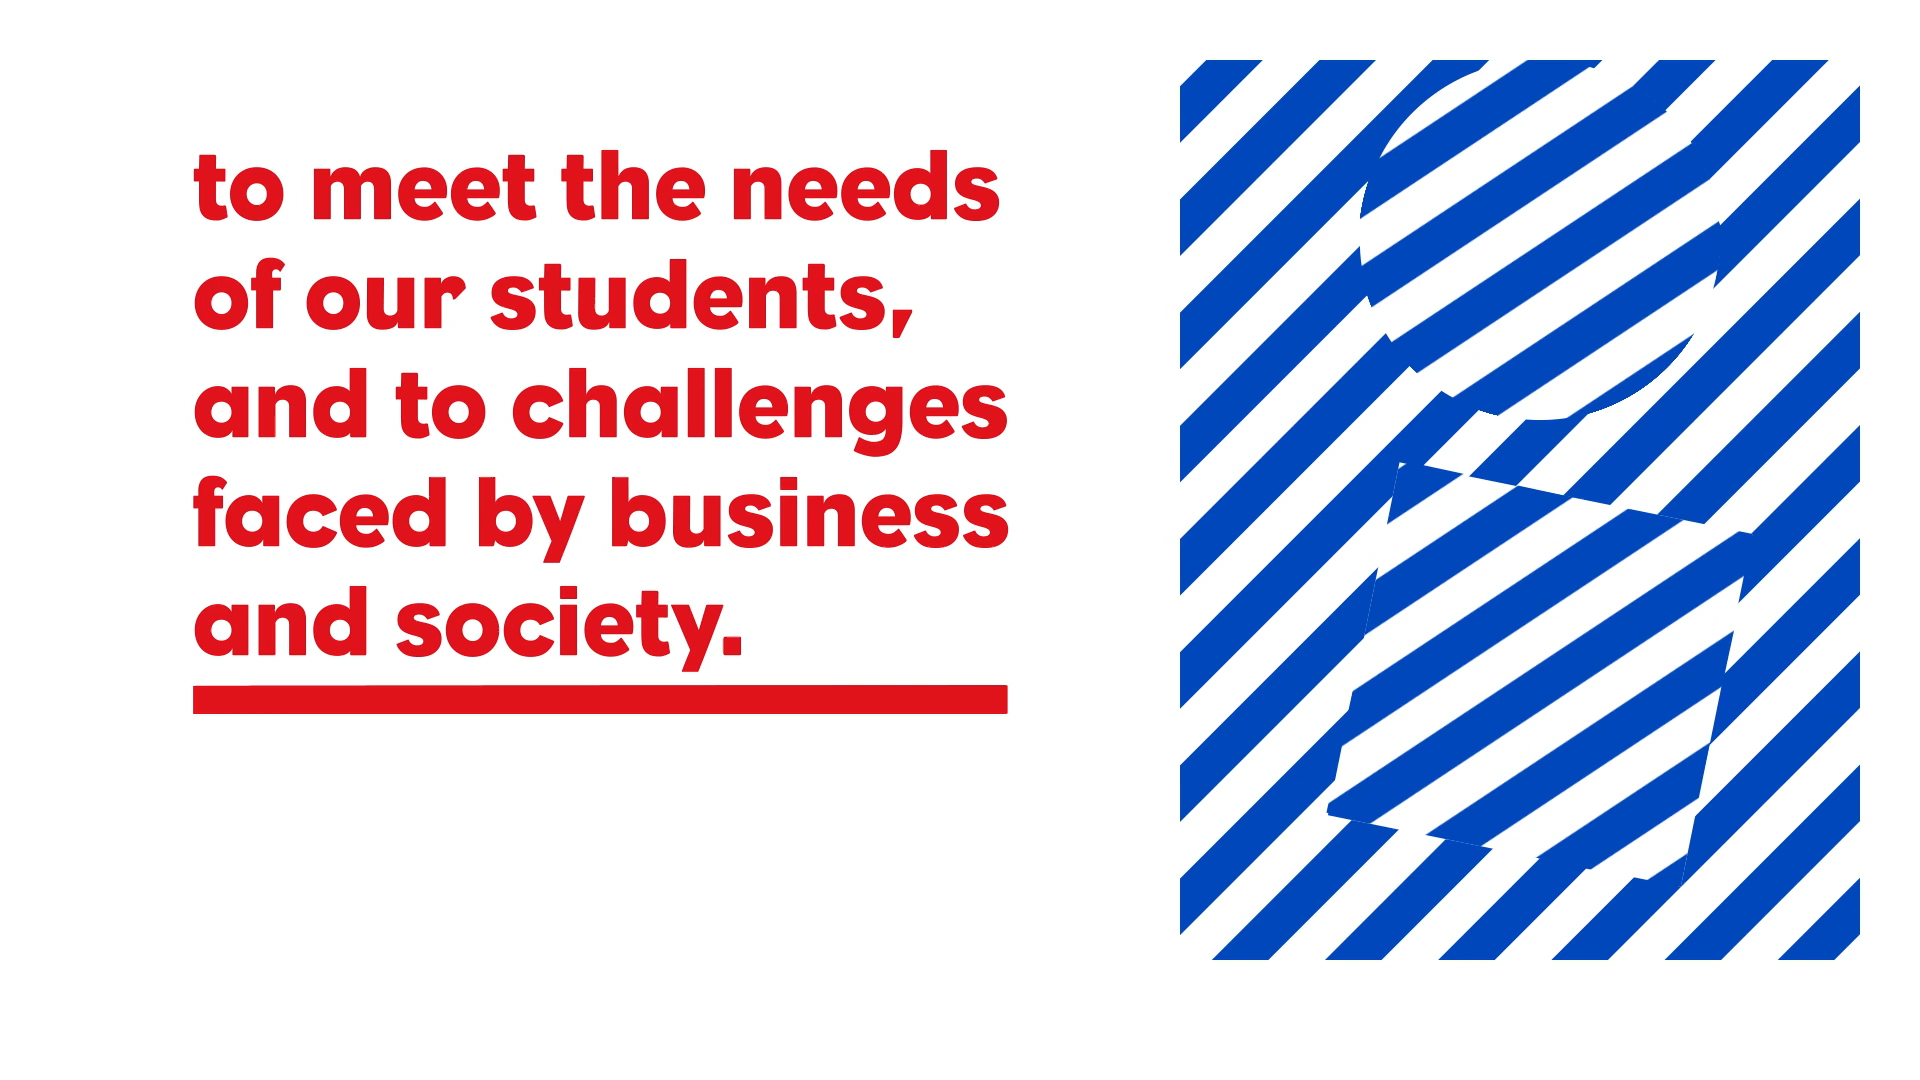 to meet the needs
of our students,
and to challenges
faced by business
and society.